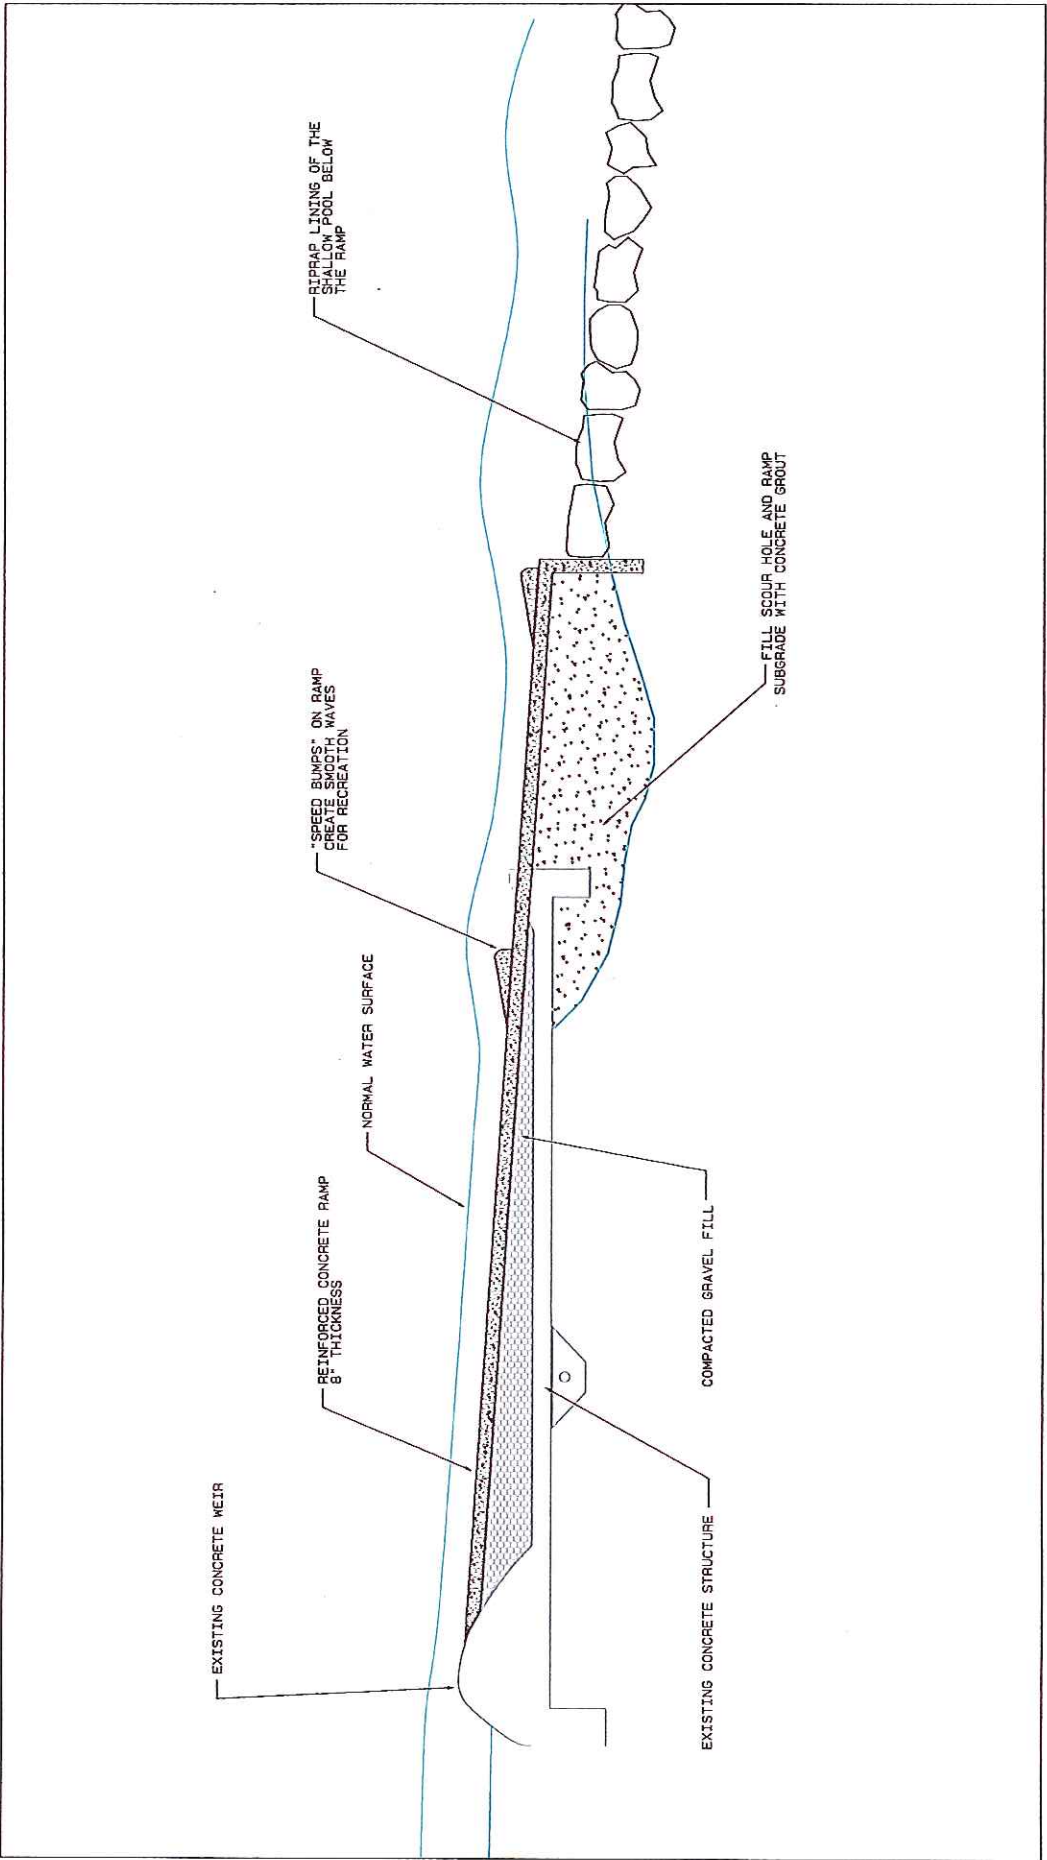 EXISTING CONCRETE WEIR
REINFORCED CONCRETE RAMP
8" THICKNESS
NORMAL WATER SURFACE
"SPEED BUMPS" ON RAMP
CREATE SMOOTH WAVES
FOR RECREATION
RIPRAP LINING OF THE
SHALLOW POOL BELOW
THE RAMP
EXISTING CONCRETE STRUCTURE
COMPACTED GRAVEL FILL
FILL SCOUR HOLE AND RAMP
SUBGRADE WITH CONCRETE GROUT